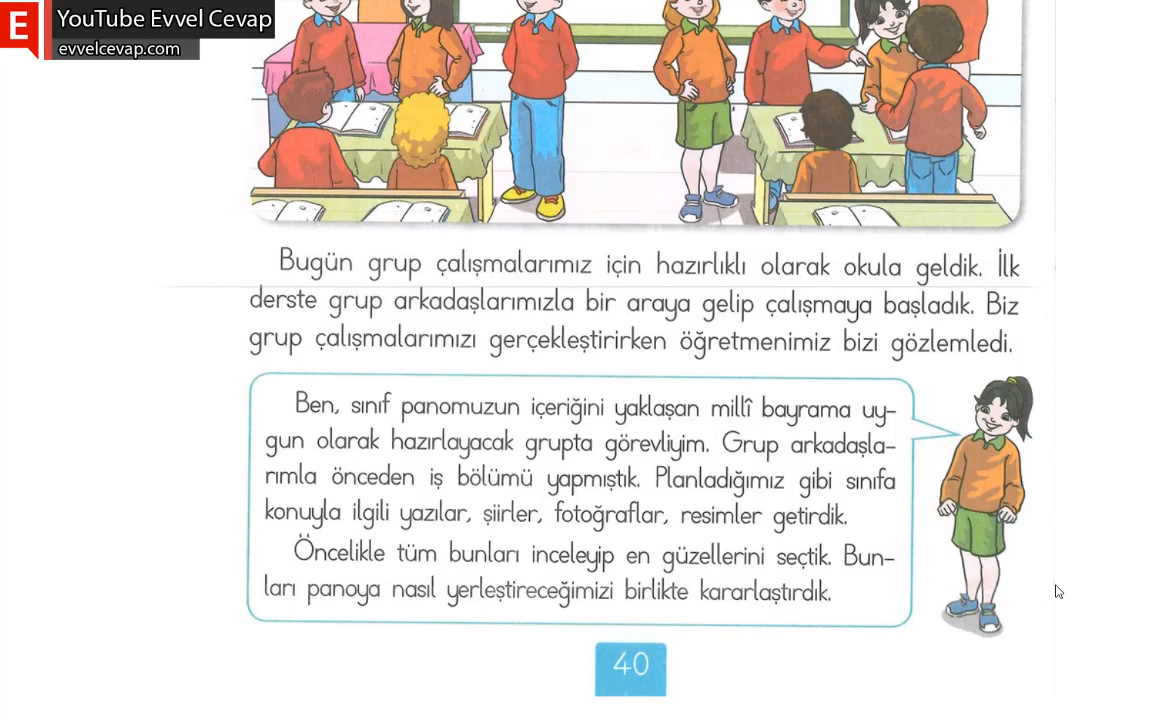 YouTube Evvel Cevap
evvelcevap.com
Bugün grup çalışmalarımız için hazırlıklı olarak okula geldik. İlk
derste grup arkadaşlarımızla bir araya gelip çalışmaya başladık. Biz
grup çalışmalarımızı gerçekleştirirken öğretmenimiz bizi gözlemledi.
Ben, sınıf panomuzun içeriğini yaklaşan millî bayrama uy-
gun olarak hazırlayacak grupta görevliyim. Grup arkadaşla-
rımla önceden iş bölümü yapmıştık. Planladığımız gibi sınıfa
konuyla ilgili yazılar, şiirler, fotoğraflar, resimler getirdik.
Öncelikle tüm bunları inceleyip en güzellerini seçtik. Bun-
ları panoya nasıl yerleştireceğimizi birlikte kararlaştırdık.
40